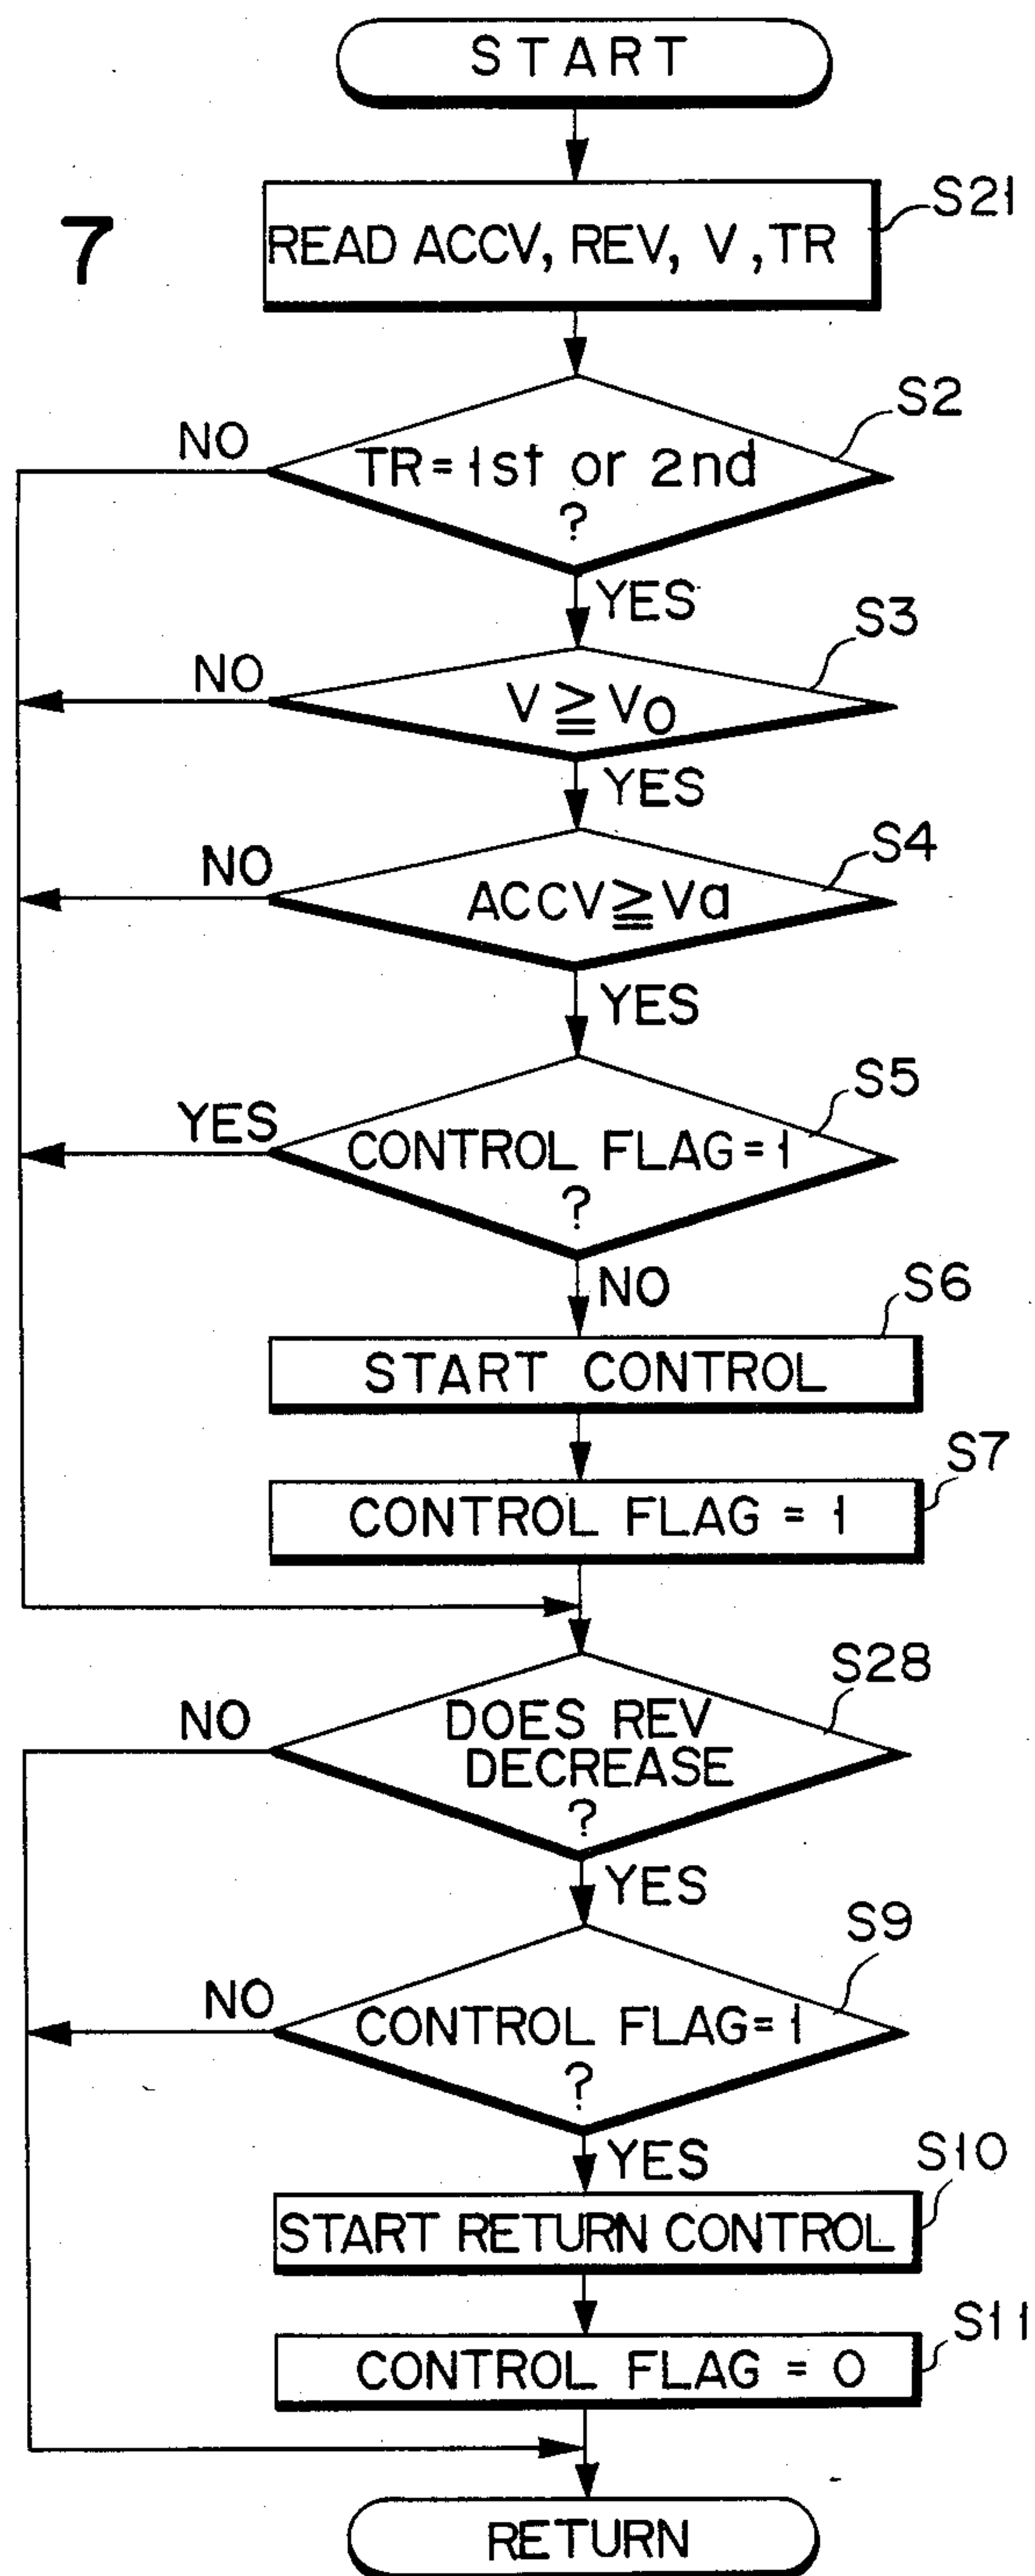 START
7
S21
READ ACCV, REV, V, TR
S2
NO
TR=1st or 2nd
?
YES
S3
NO
V≧V0
YES
S4
NO
ACCV≧Va
YES
S5
YES
CONTROL FLAG=1
?
NO
S6
START CONTROL
S7
CONTROL FLAG = 1
S28
NO
DOES REV
DECREASE
?
YES
S9
NO
CONTROL FLAG=1
?
YES
S10
START RETURN CONTROL
S11
CONTROL FLAG = 0
RETURN